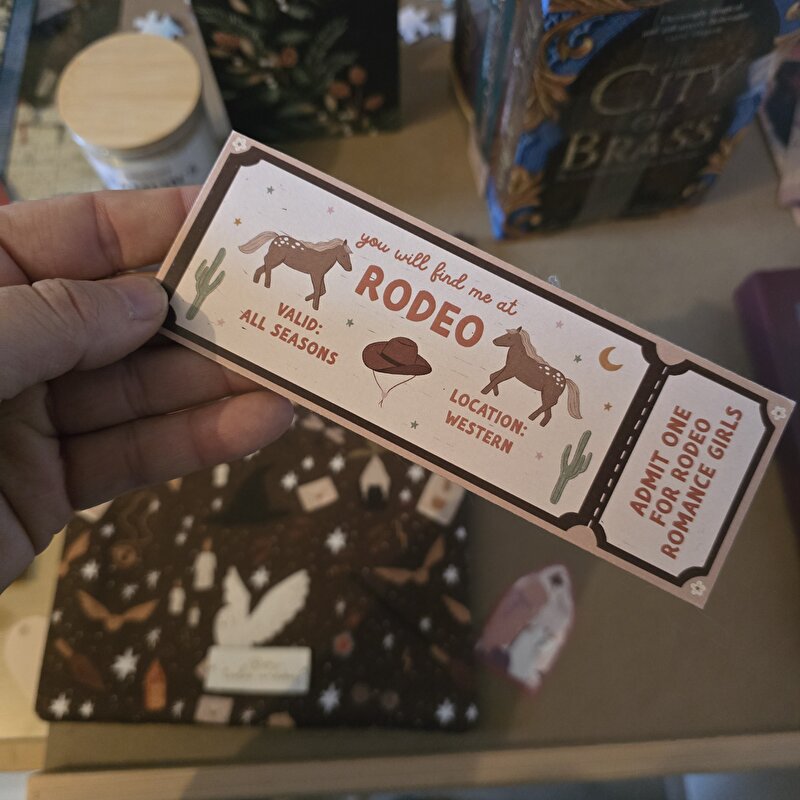 you will find me at
RODEO
VALID:
ALL SEASONS
LOCATION:
WESTERN
ADMIT ONE
FOR RODEO
ROMANCE GIRLS
CITY
OF
BRASS